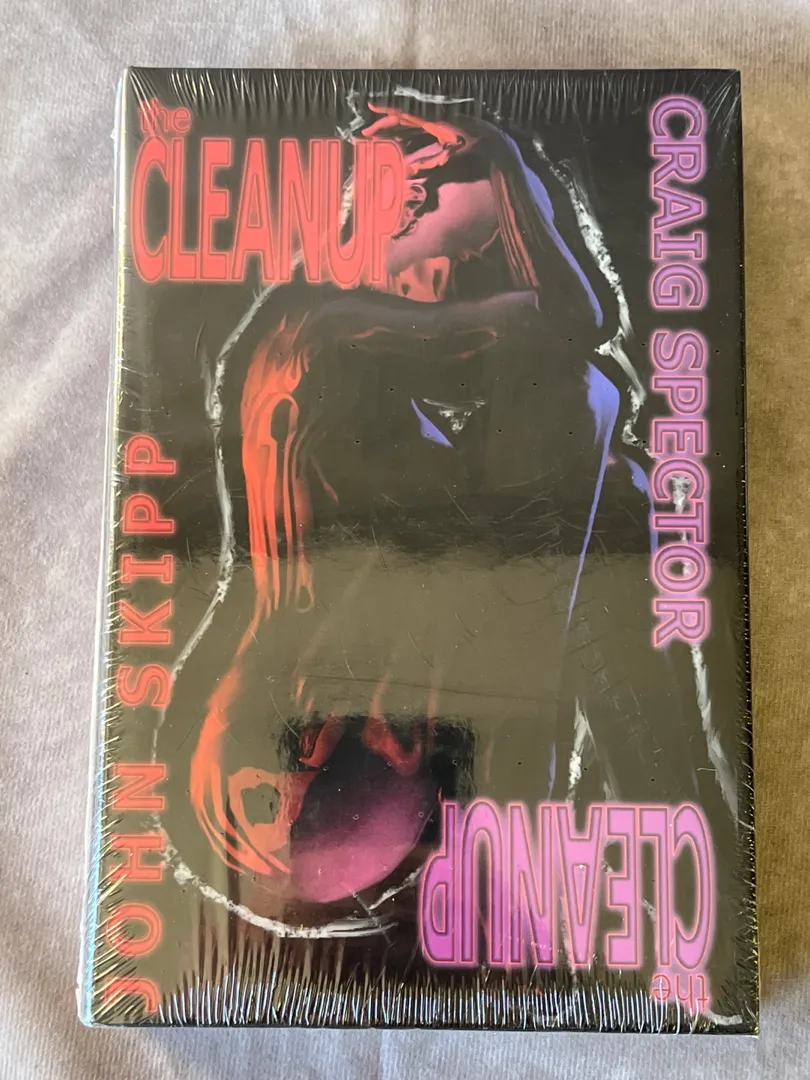 the
CLEANUP
CRAIG SPECTOR
JOHN SKIPP
CLEANUP
the